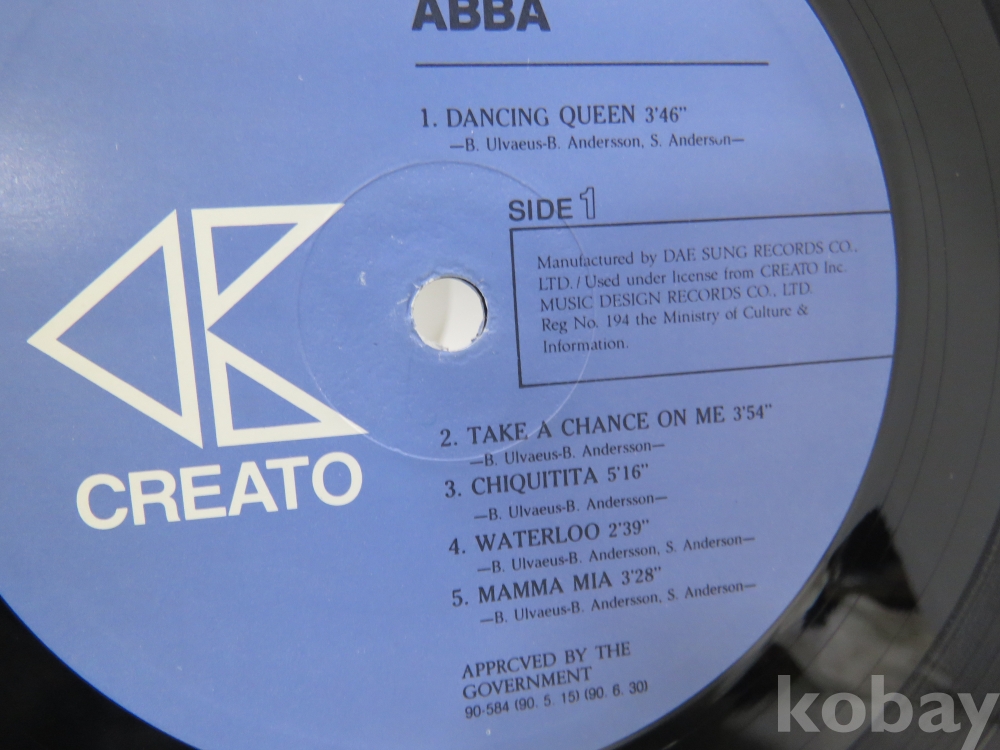 ABBA
1. DANCING QUEEN 3'46"
—B. Ulvaeus-B. Andersson, S. Anderson—
SIDE 1
Manufactured by DAE SUNG RECORDS CO.,
LTD. / Used under license from CREATO Inc.
MUSIC DESIGN RECORDS CO., LTD.
Reg No. 194 the Ministry of Culture &
Information.
CREATO
2. TAKE A CHANCE ON ME 3'54"
—B. Ulvaeus-B. Andersson—
3. CHIQUITITA 5'16"
—B. Ulvaeus-B. Andersson—
4. WATERLOO 2'39"
—B. Ulvaeus-B. Andersson, S. Anderson—
5. MAMMA MIA 3'28"
—B. Ulvaeus-B. Andersson, S. Anderson—
APPRCVED BY THE
GOVERNMENT
90-584 (90. 5. 15) (90. 6. 30)
kobay